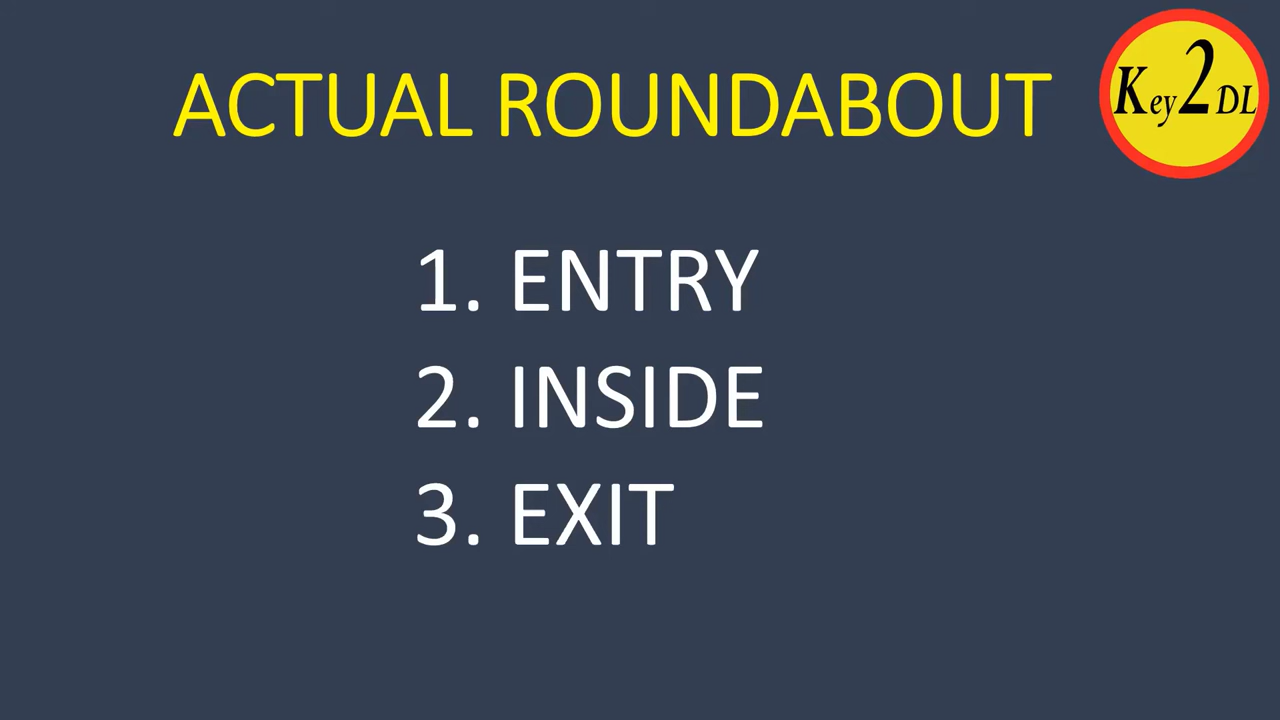 ACTUAL ROUNDABOUT
Key2DL
1. ENTRY
2. INSIDE
3. EXIT